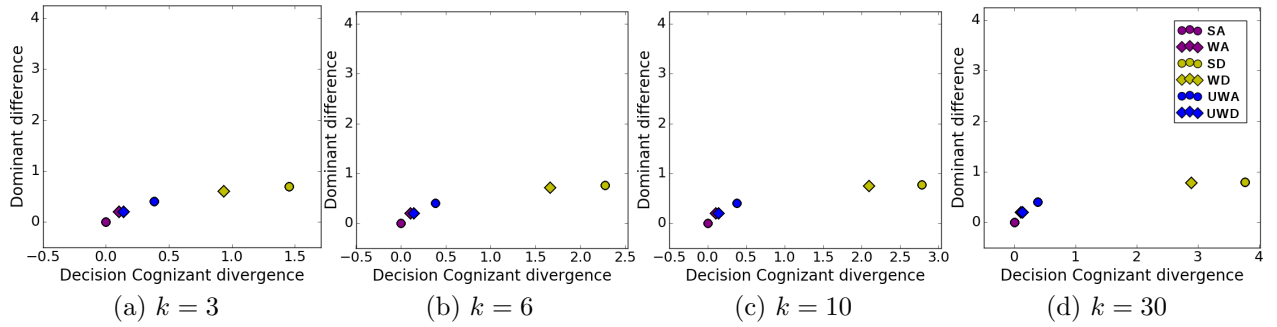 Dominant difference
4
3
2
1
0
−0.5 0.0 0.5 1.0 1.5
Decision Cognizant divergence
(a) k = 3
Dominant difference
4
3
2
1
0
−0.5 0.0 0.5 1.0 1.5 2.0 2.5
Decision Cognizant divergence
(b) k = 6
Dominant difference
4
3
2
1
0
−0.5 0.0 0.5 1.0 1.5 2.0 2.5 3.0
Decision Cognizant divergence
(c) k = 10
Dominant difference
4
3
2
1
0
0 1 2 3 4
Decision Cognizant divergence
SA
WA
SD
WD
UWA
UWD
(d) k = 30